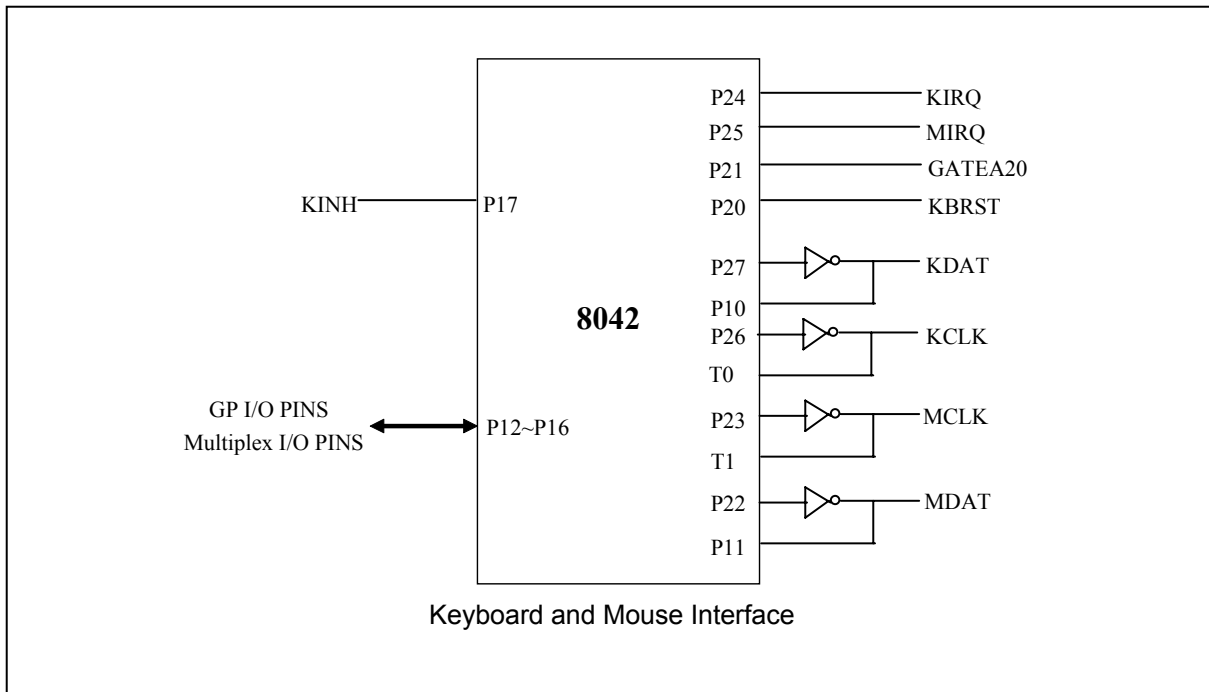 P24 KIRQ
P25 MIRQ
P21 GATEA20
KINH P17 P20 KBRST
P27 KDAT
P10
8042
P26 KCLK
T0
GP I/O PINS
Multiplex I/O PINS
P12~P16
P23 MCLK
T1
P22 MDAT
P11
Keyboard and Mouse Interface